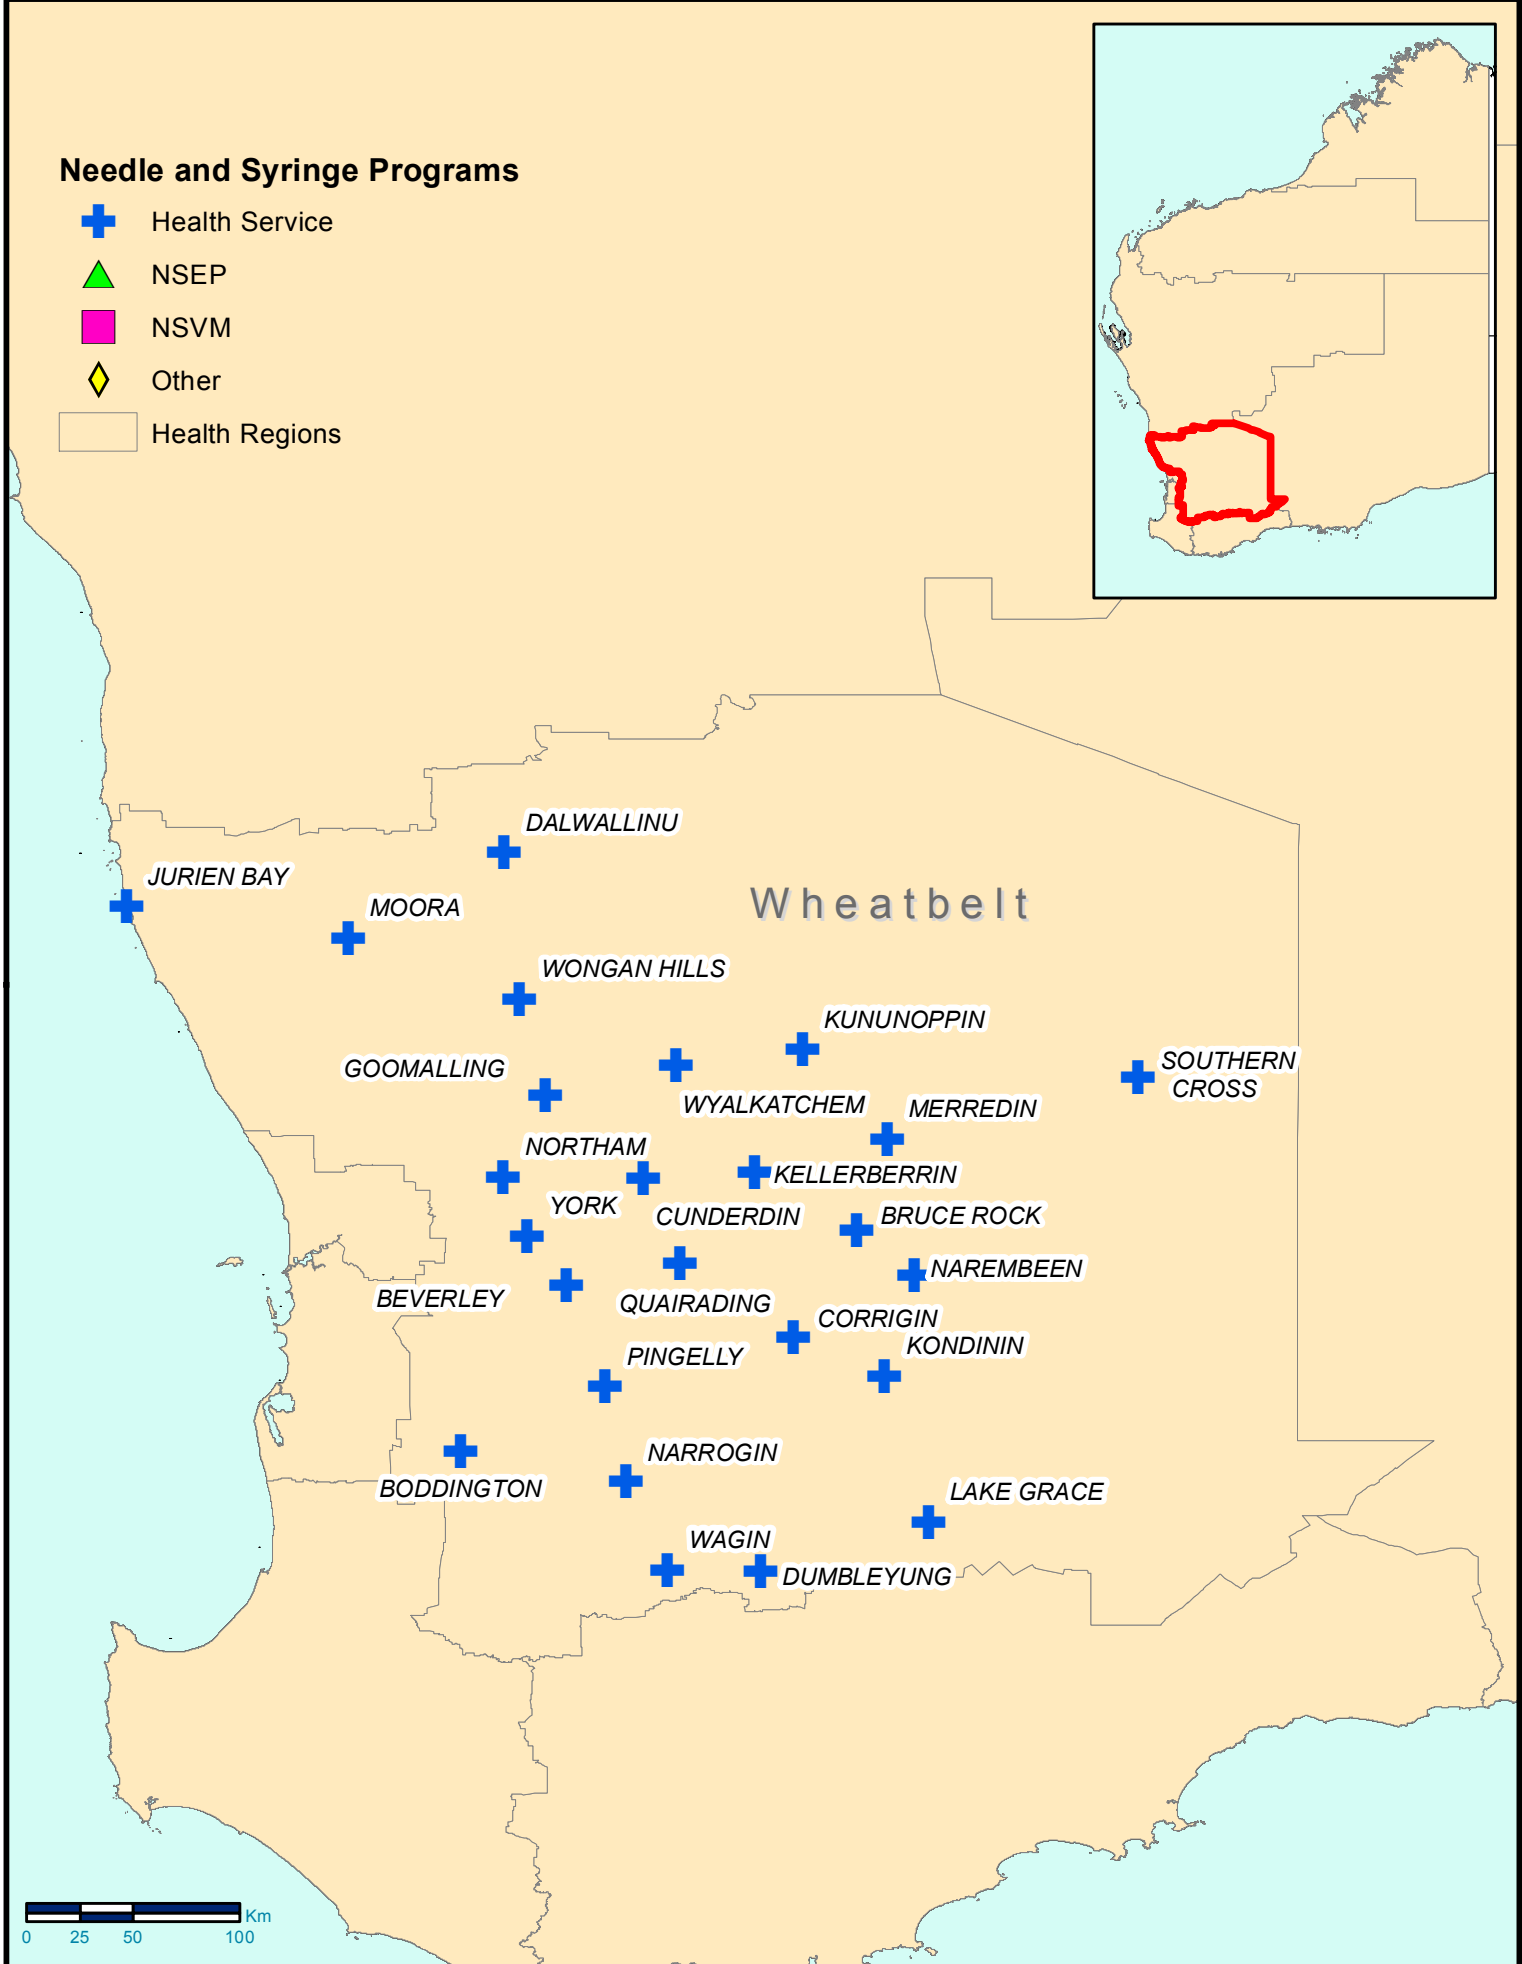 Needle and Syringe Programs
Health Service
NSEP
NSVM
Other
Health Regions
DALWALLINU
JURIEN BAY
MOORA
Wheatbelt
WONGAN HILLS
KUNUNOPPIN
GOOMALLING
SOUTHERN
CROSS
WYALKATCHEM
MERREDIN
NORTHAM
KELLERBERRIN
YORK
CUNDERDIN
BRUCE ROCK
NAREMBEEN
BEVERLEY
QUAIRADING
CORRIGIN
KONDININ
PINGELLY
NARROGIN
BODDINGTON
LAKE GRACE
WAGIN
DUMBLEYUNG
Km
0 25 50 100